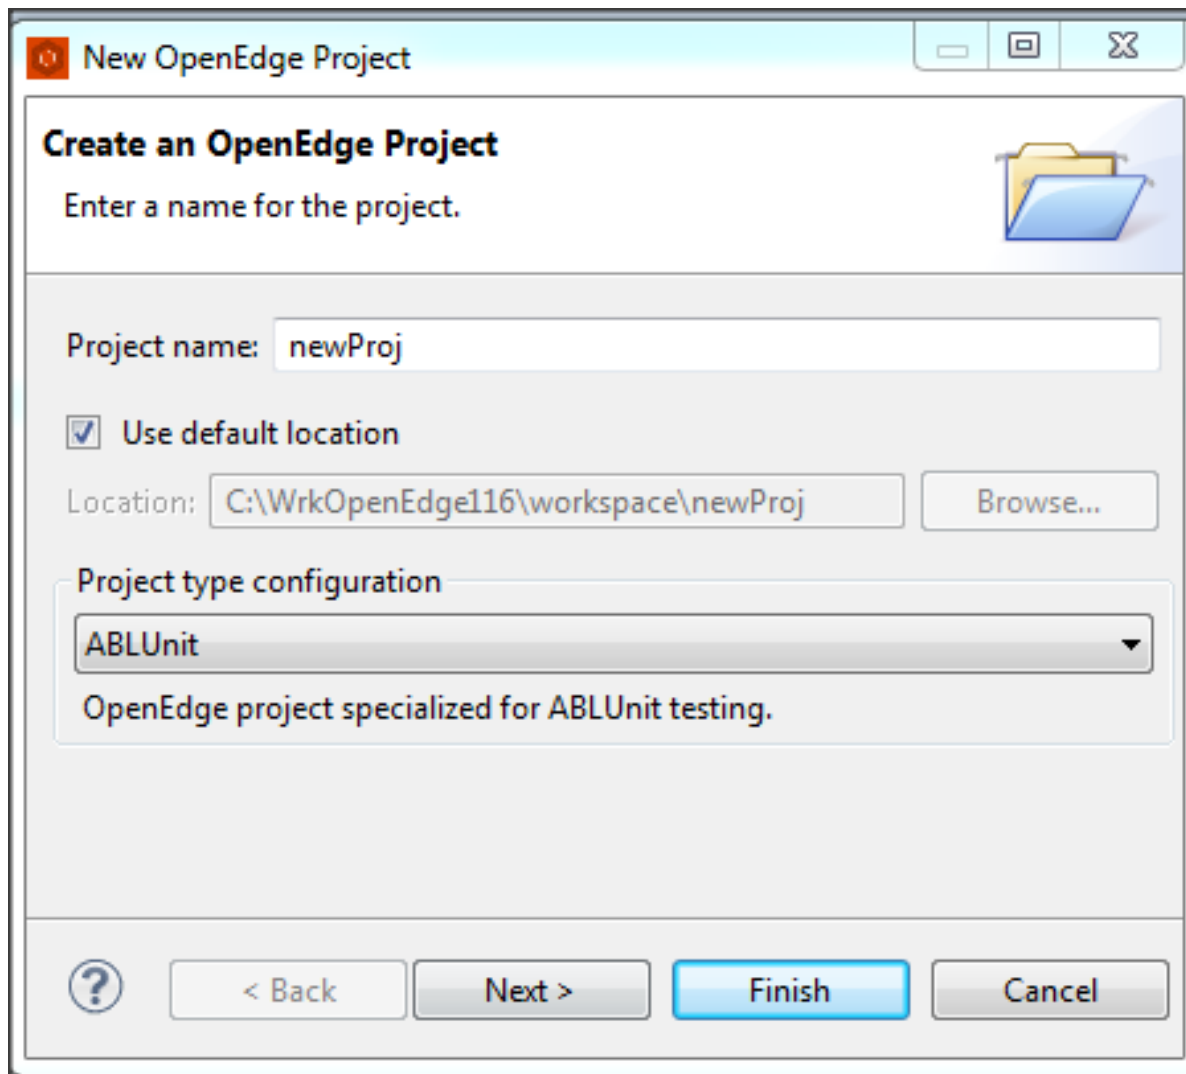 New OpenEdge Project
Create an OpenEdge Project
Enter a name for the project.
Project name: newProj
Use default location
Location: C:\WrkOpenEdge116\workspace\newProj Browse...
Project type configuration
ABLUnit
OpenEdge project specialized for ABLUnit testing.
? < Back Next > Finish Cancel